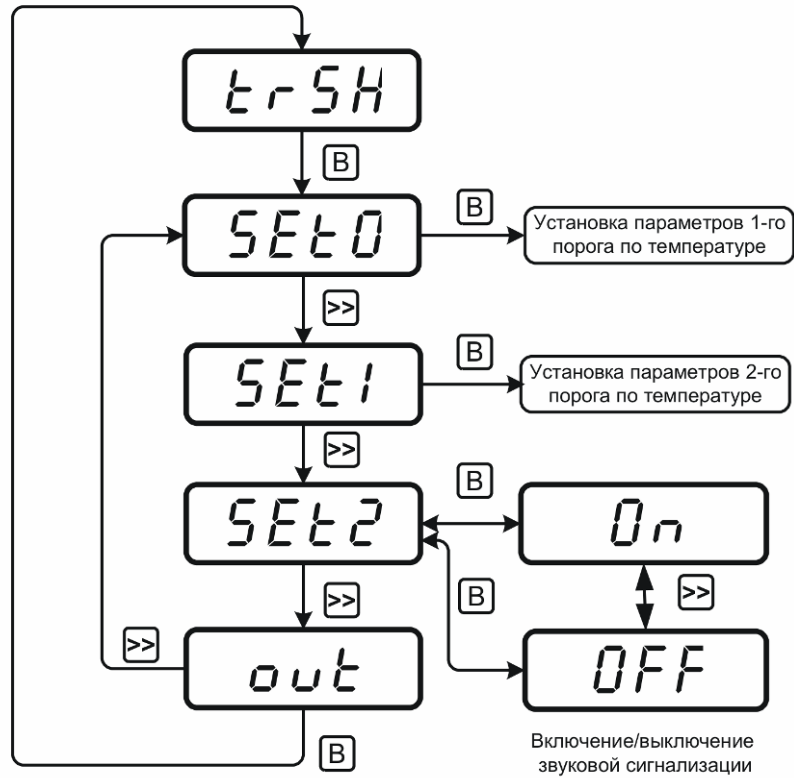 trSH
B
SEt0
B
Установка параметров 1-го
порога по температуре
>>
SEt1
B
Установка параметров 2-го
порога по температуре
>>
SEt2
B
On
>>
B
>>
>>
out
OFF
B
Включение/выключение
звуковой сигнализации